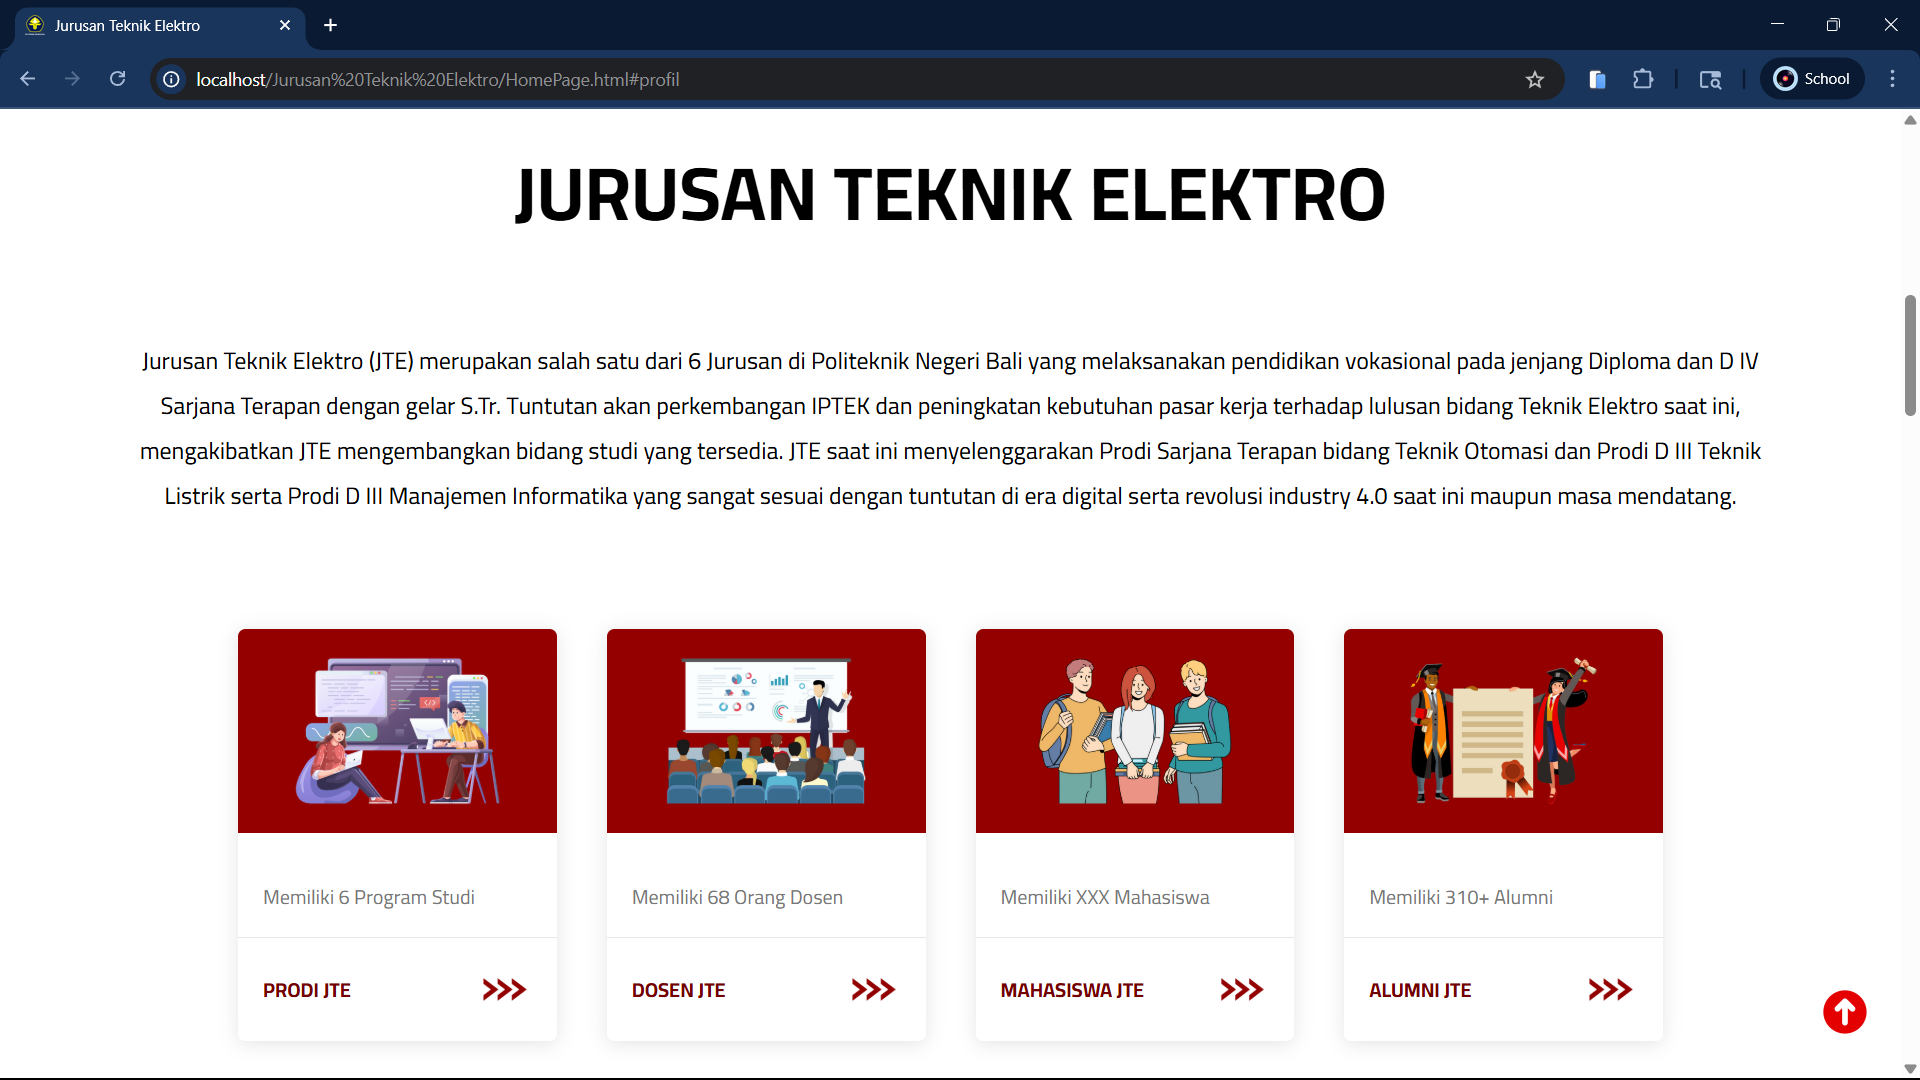 Jurusan Teknik Elektro
localhost/Jurusan%20Teknik%20Elektro/HomePage.html#profil
School
JURUSAN TEKNIK ELEKTRO
Jurusan Teknik Elektro (JTE) merupakan salah satu dari 6 Jurusan di Politeknik Negeri Bali yang melaksanakan pendidikan vokasional pada jenjang Diploma dan D IV
Sarjana Terapan dengan gelar S.Tr. Tuntutan akan perkembangan IPTEK dan peningkatan kebutuhan pasar kerja terhadap lulusan bidang Teknik Elektro saat ini,
mengakibatkan JTE mengembangkan bidang studi yang tersedia. JTE saat ini menyelenggarakan Prodi Sarjana Terapan bidang Teknik Otomasi dan Prodi D III Teknik
Listrik serta Prodi D III Manajemen Informatika yang sangat sesuai dengan tuntutan di era digital serta revolusi industry 4.0 saat ini maupun masa mendatang.
Memiliki 6 Program Studi
PRODI JTE
Memiliki 68 Orang Dosen
DOSEN JTE
Memiliki XXX Mahasiswa
MAHASISWA JTE
Memiliki 310+ Alumni
ALUMNI JTE